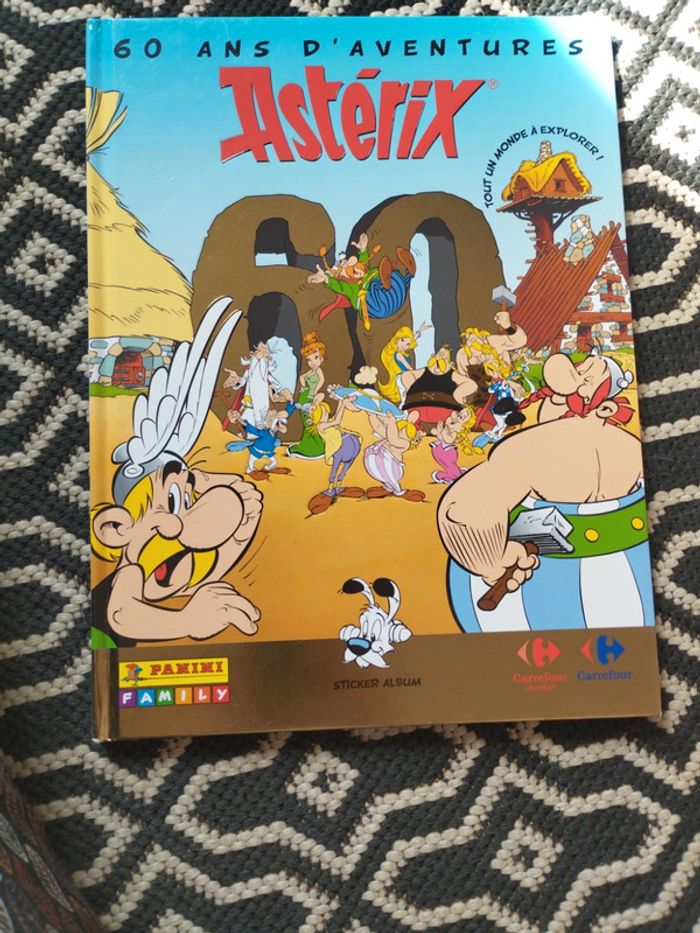 60 ANS D'AVENTURES
Astérix®
TOUT UN MONDE À EXPLORER !
60
PANINI
FAMILY
STICKER ALBUM
Carrefour market
Carrefour